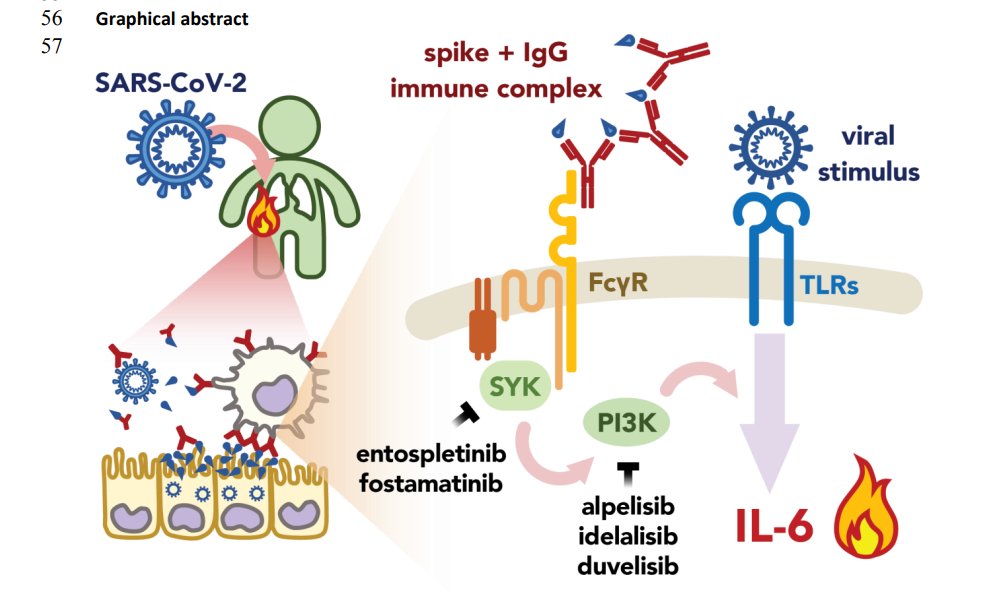 56 Graphical abstract
57
SARS-CoV-2
spike + IgG
immune complex
viral
stimulus
FcγR
TLRs
SYK
PI3K
entospletinib
fostamatinib
alpelisib
idelalisib
duvelisib
IL-6